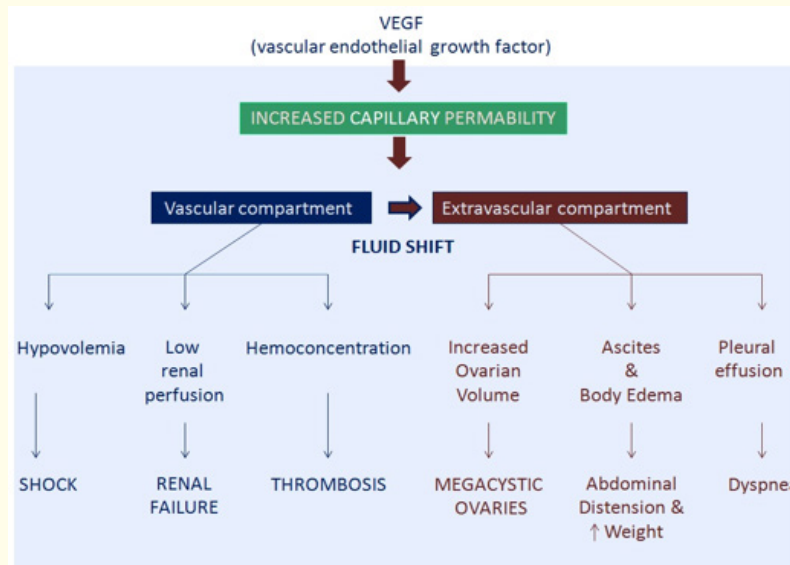 VEGF
(vascular endothelial growth factor)
INCREASED CAPILLARY PERMABILITY
Vascular compartment
Extravascular compartment
FLUID SHIFT
Hypovolemia
Low
renal
perfusion
Hemoconcentration
Increased
Ovarian
Volume
Ascites
&
Body Edema
Pleural
effusion
SHOCK
RENAL
FAILURE
THROMBOSIS
MEGACYSTIC
OVARIES
Abdominal
Distension &
↑ Weight
Dyspnea